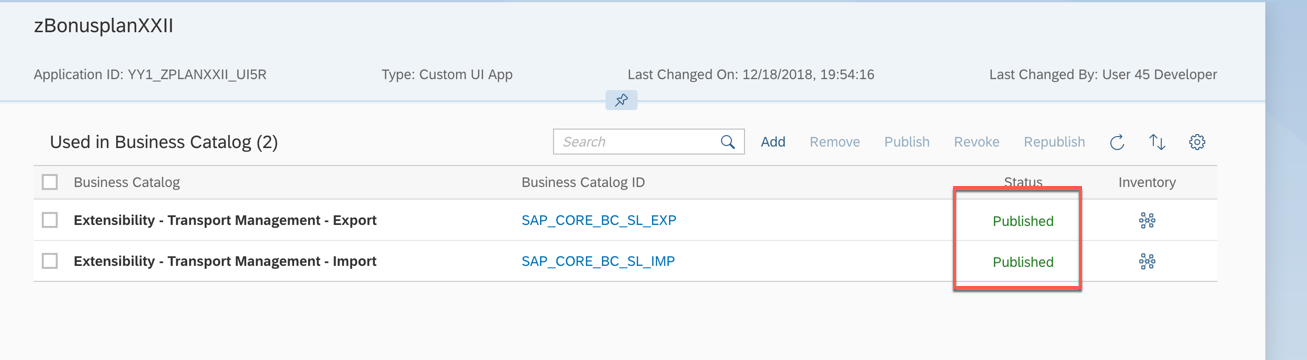 zBonusplanXXII
Application ID: YY1_ZPLANXXII_UI5R Type: Custom UI App Last Changed On: 12/18/2018, 19:54:16 Last Changed By: User 45 Developer
Used in Business Catalog (2) Search Add Remove Publish Revoke Republish
Business Catalog Business Catalog ID Status Inventory
Extensibility - Transport Management - Export SAP_CORE_BC_SL_EXP Published
Extensibility - Transport Management - Import SAP_CORE_BC_SL_IMP Published